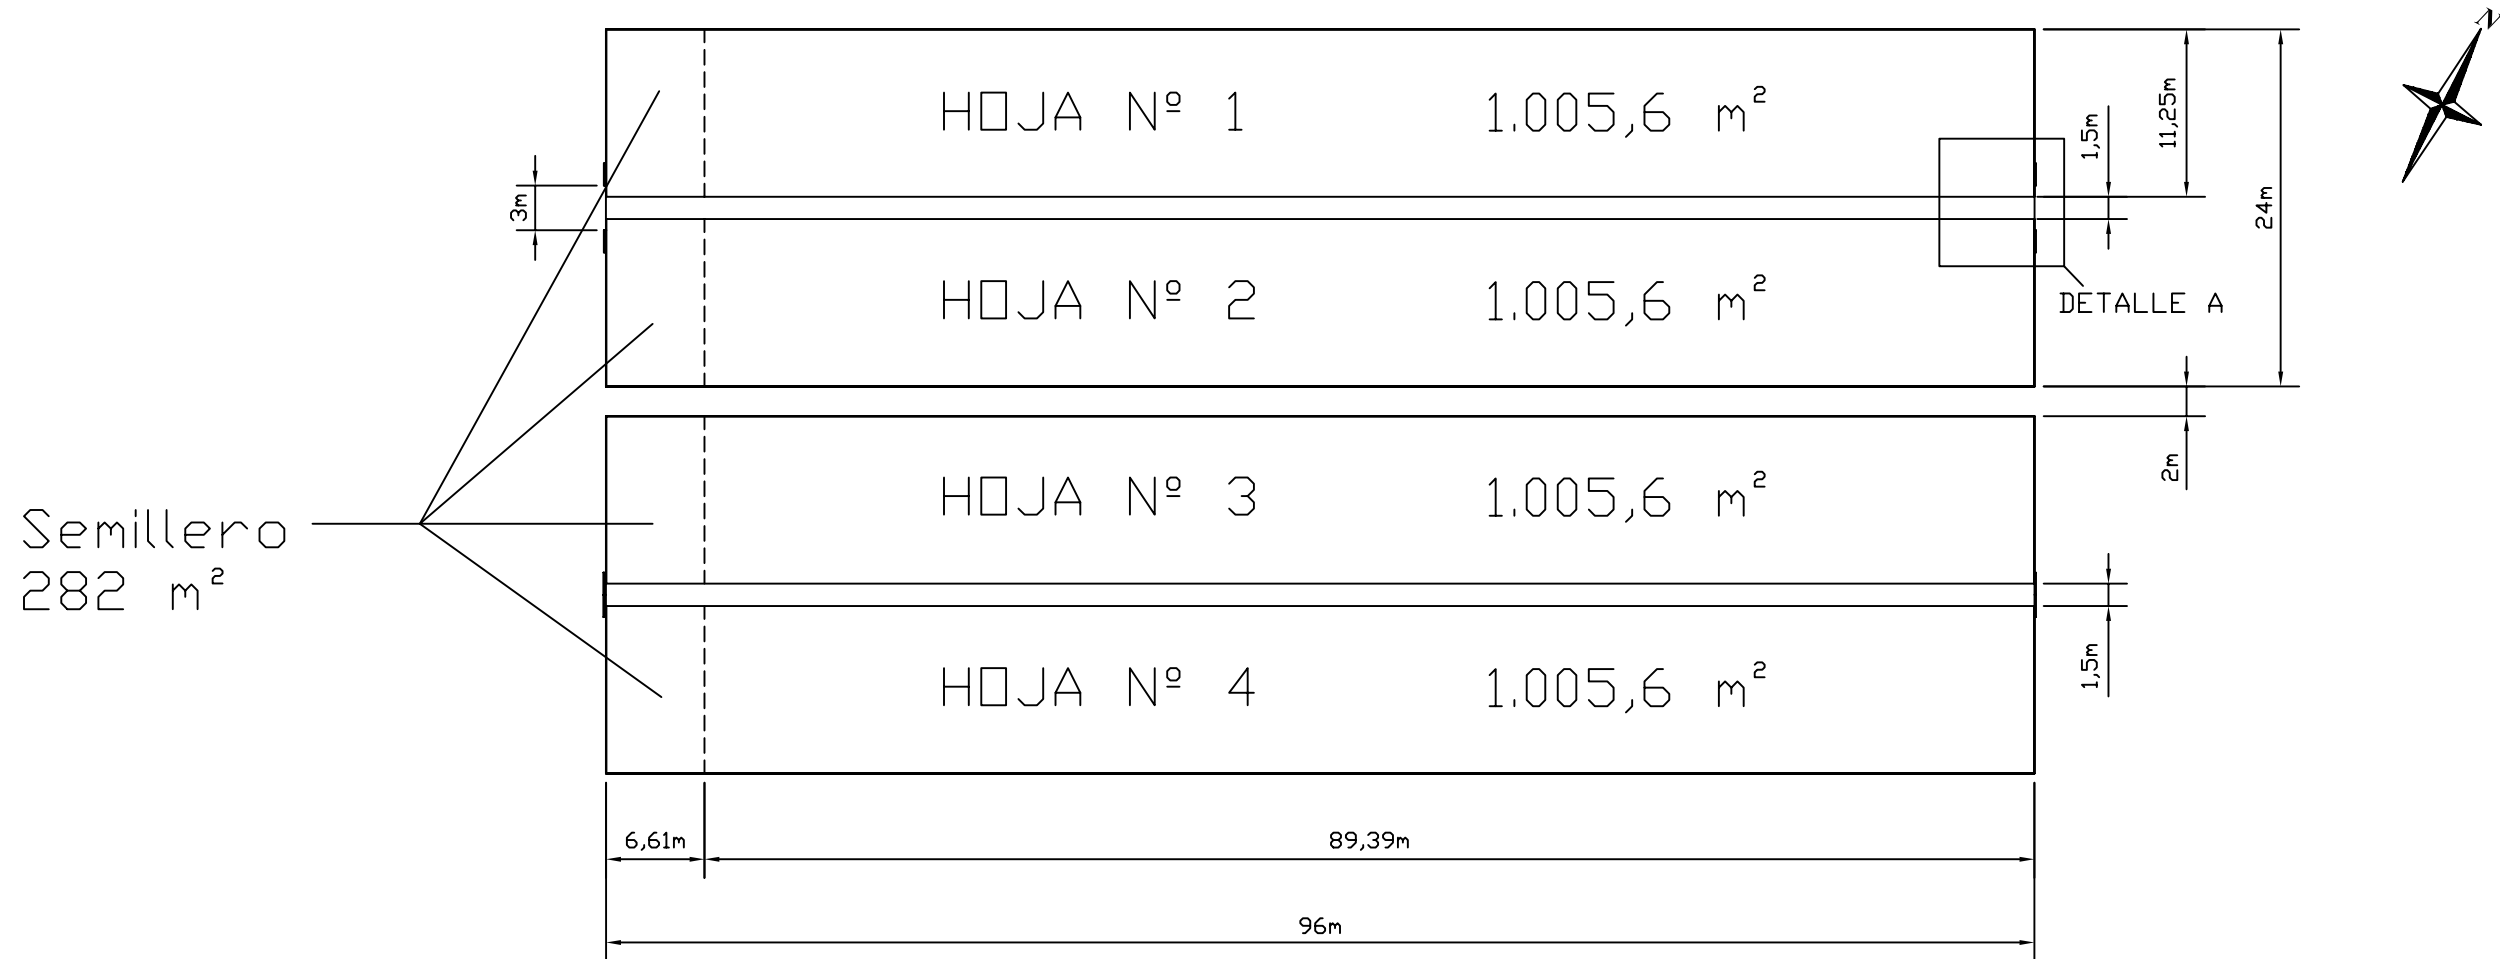 N
HOJA Nº 1
1.005,6 m²
11,25m
1,5m
3m
24m
HOJA Nº 2
1.005,6 m²
DETALLE A
HOJA Nº 3
1.005,6 m²
2m
Semillero
282 m²
HOJA Nº 4
1.005,6 m²
1,5m
6,61m
89,39m
96m